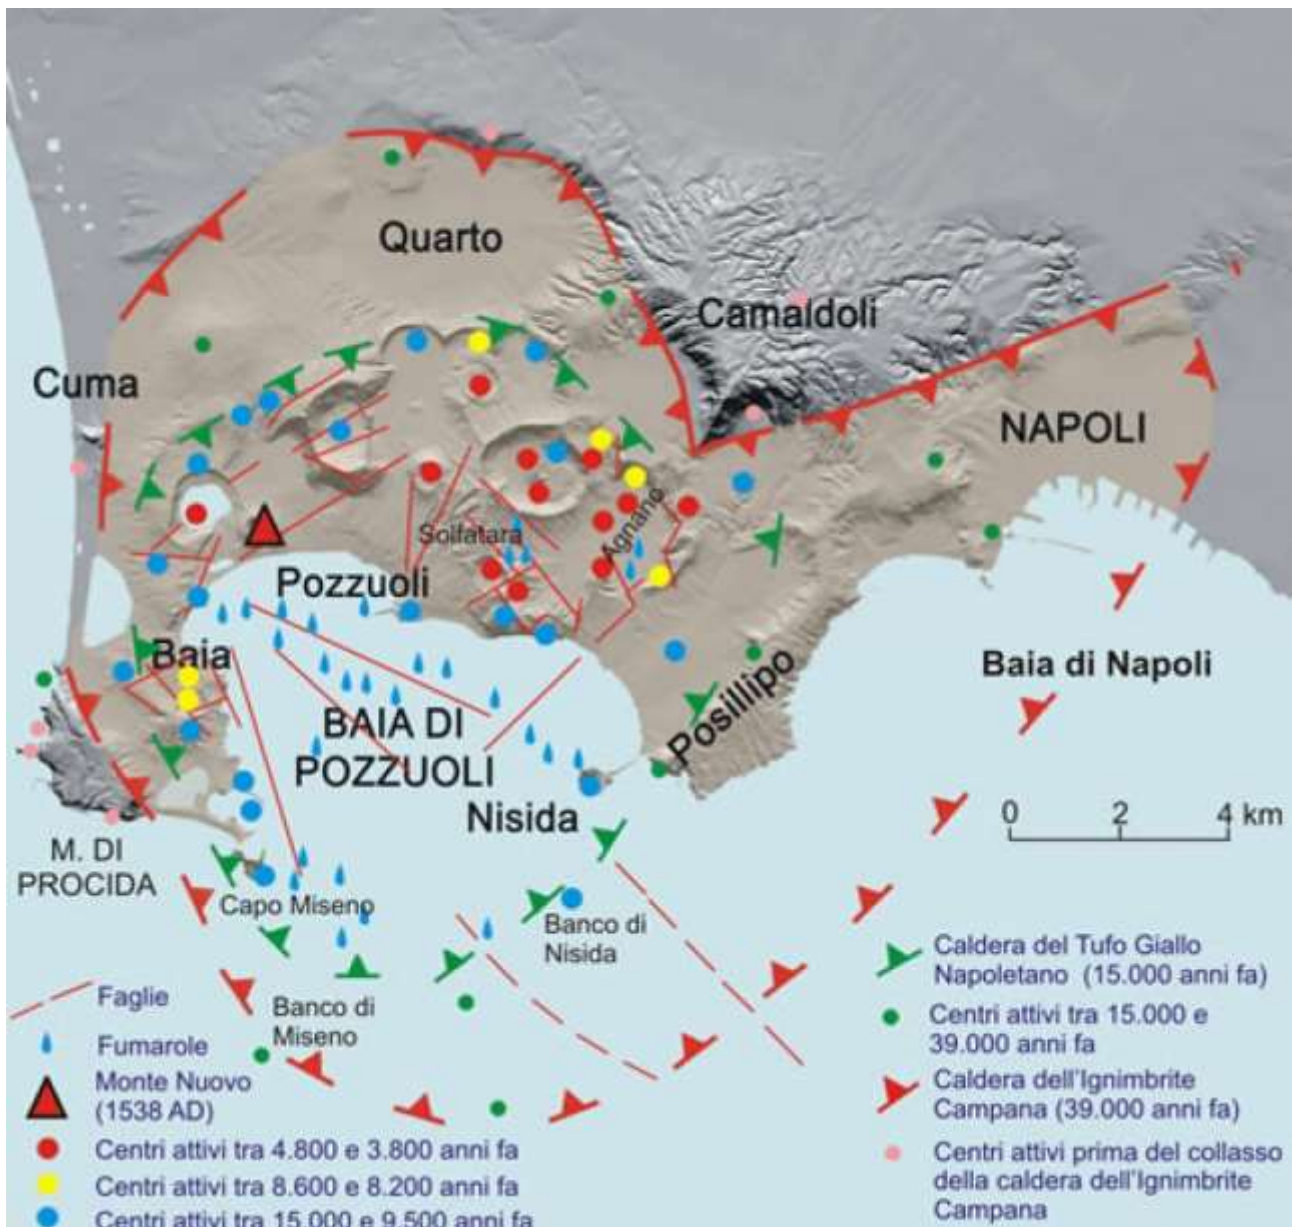 Quarto
Camaldoli
Cuma
NAPOLI
Solfatara
Agnano
Pozzuoli
Baia
Baia di Napoli
Posillipo
BAIA DI
POZZUOLI
Nisida
0 2 4 km
M. DI
PROCIDA
Capo Miseno
Banco di
Nisida
Banco di
Miseno
Faglie
Fumarole
Monte Nuovo
(1538 AD)
Centri attivi tra 4.800 e 3.800 anni fa
Centri attivi tra 8.600 e 8.200 anni fa
Centri attivi tra 15.000 e 9.500 anni fa
Caldera del Tufo Giallo
Napoletano (15.000 anni fa)
Centri attivi tra 15.000 e
39.000 anni fa
Caldera dell'Ignimbrite
Campana (39.000 anni fa)
Centri attivi prima del collasso
della caldera dell'Ignimbrite
Campana